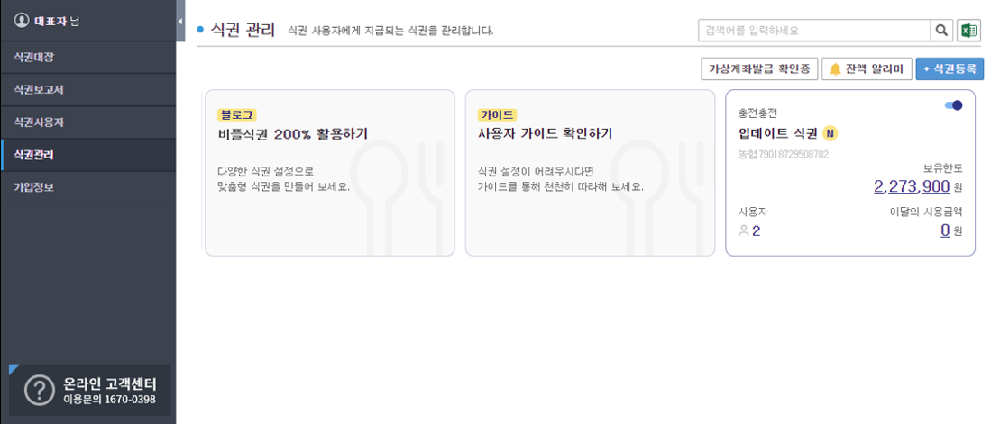 대표자 님
식권대장
식권보고서
식권사용자
식권관리
가입정보
온라인 고객센터
이용문의 1670-0398
식권 관리 식권 사용자에게 지급되는 식권을 관리합니다.
검색어를 입력하세요
가상계좌발급 확인증
잔액 알리미
+ 식권등록
블로그
비플식권 200% 활용하기
다양한 식권 설정으로
맞춤형 식권을 만들어 보세요.
가이드
사용자 가이드 확인하기
식권 설정이 어려우시다면
가이드를 통해 천천히 따라해 보세요.
충전충전
업데이트 식권 N
농협79018729508782
보유한도
2,273,900 원
사용자 이달의 사용금액
2 0 원